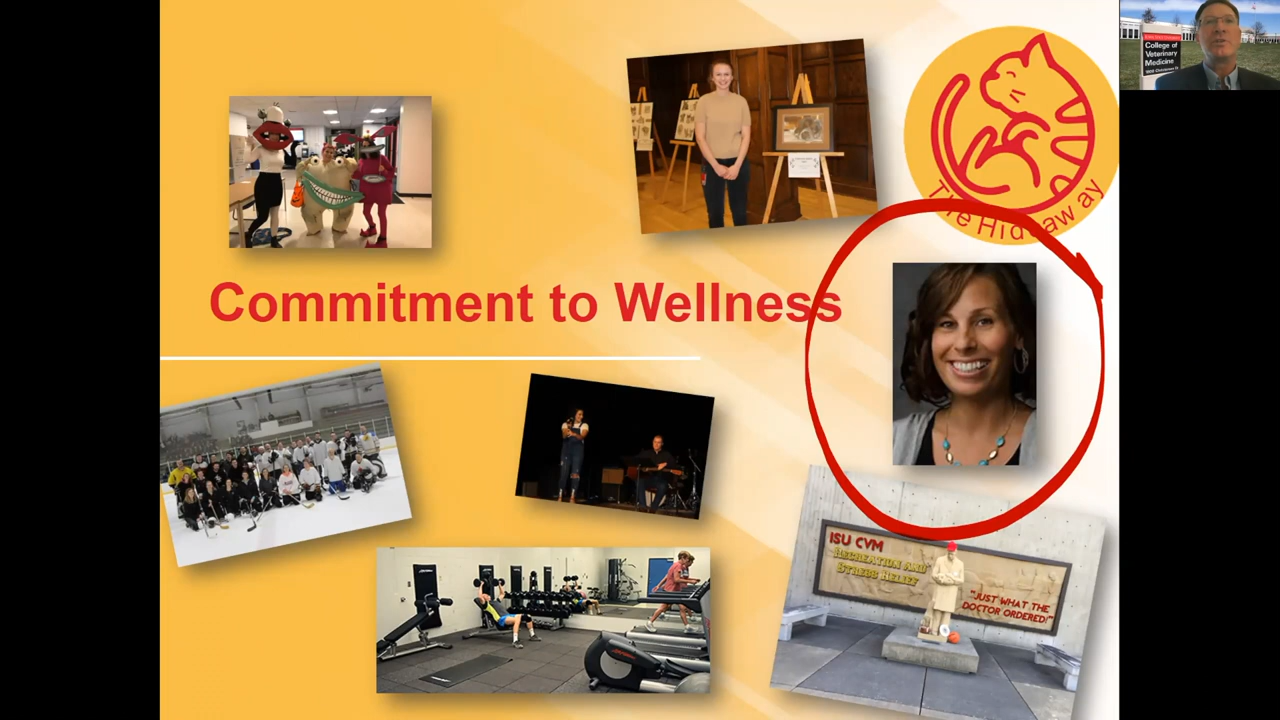 College of
Veterinary
Medicine
The Hideaway
Commitment to Wellness
ISU CVM
RECREATION AND
STRESS RELIEF
"JUST WHAT THE
DOCTOR ORDERED!"